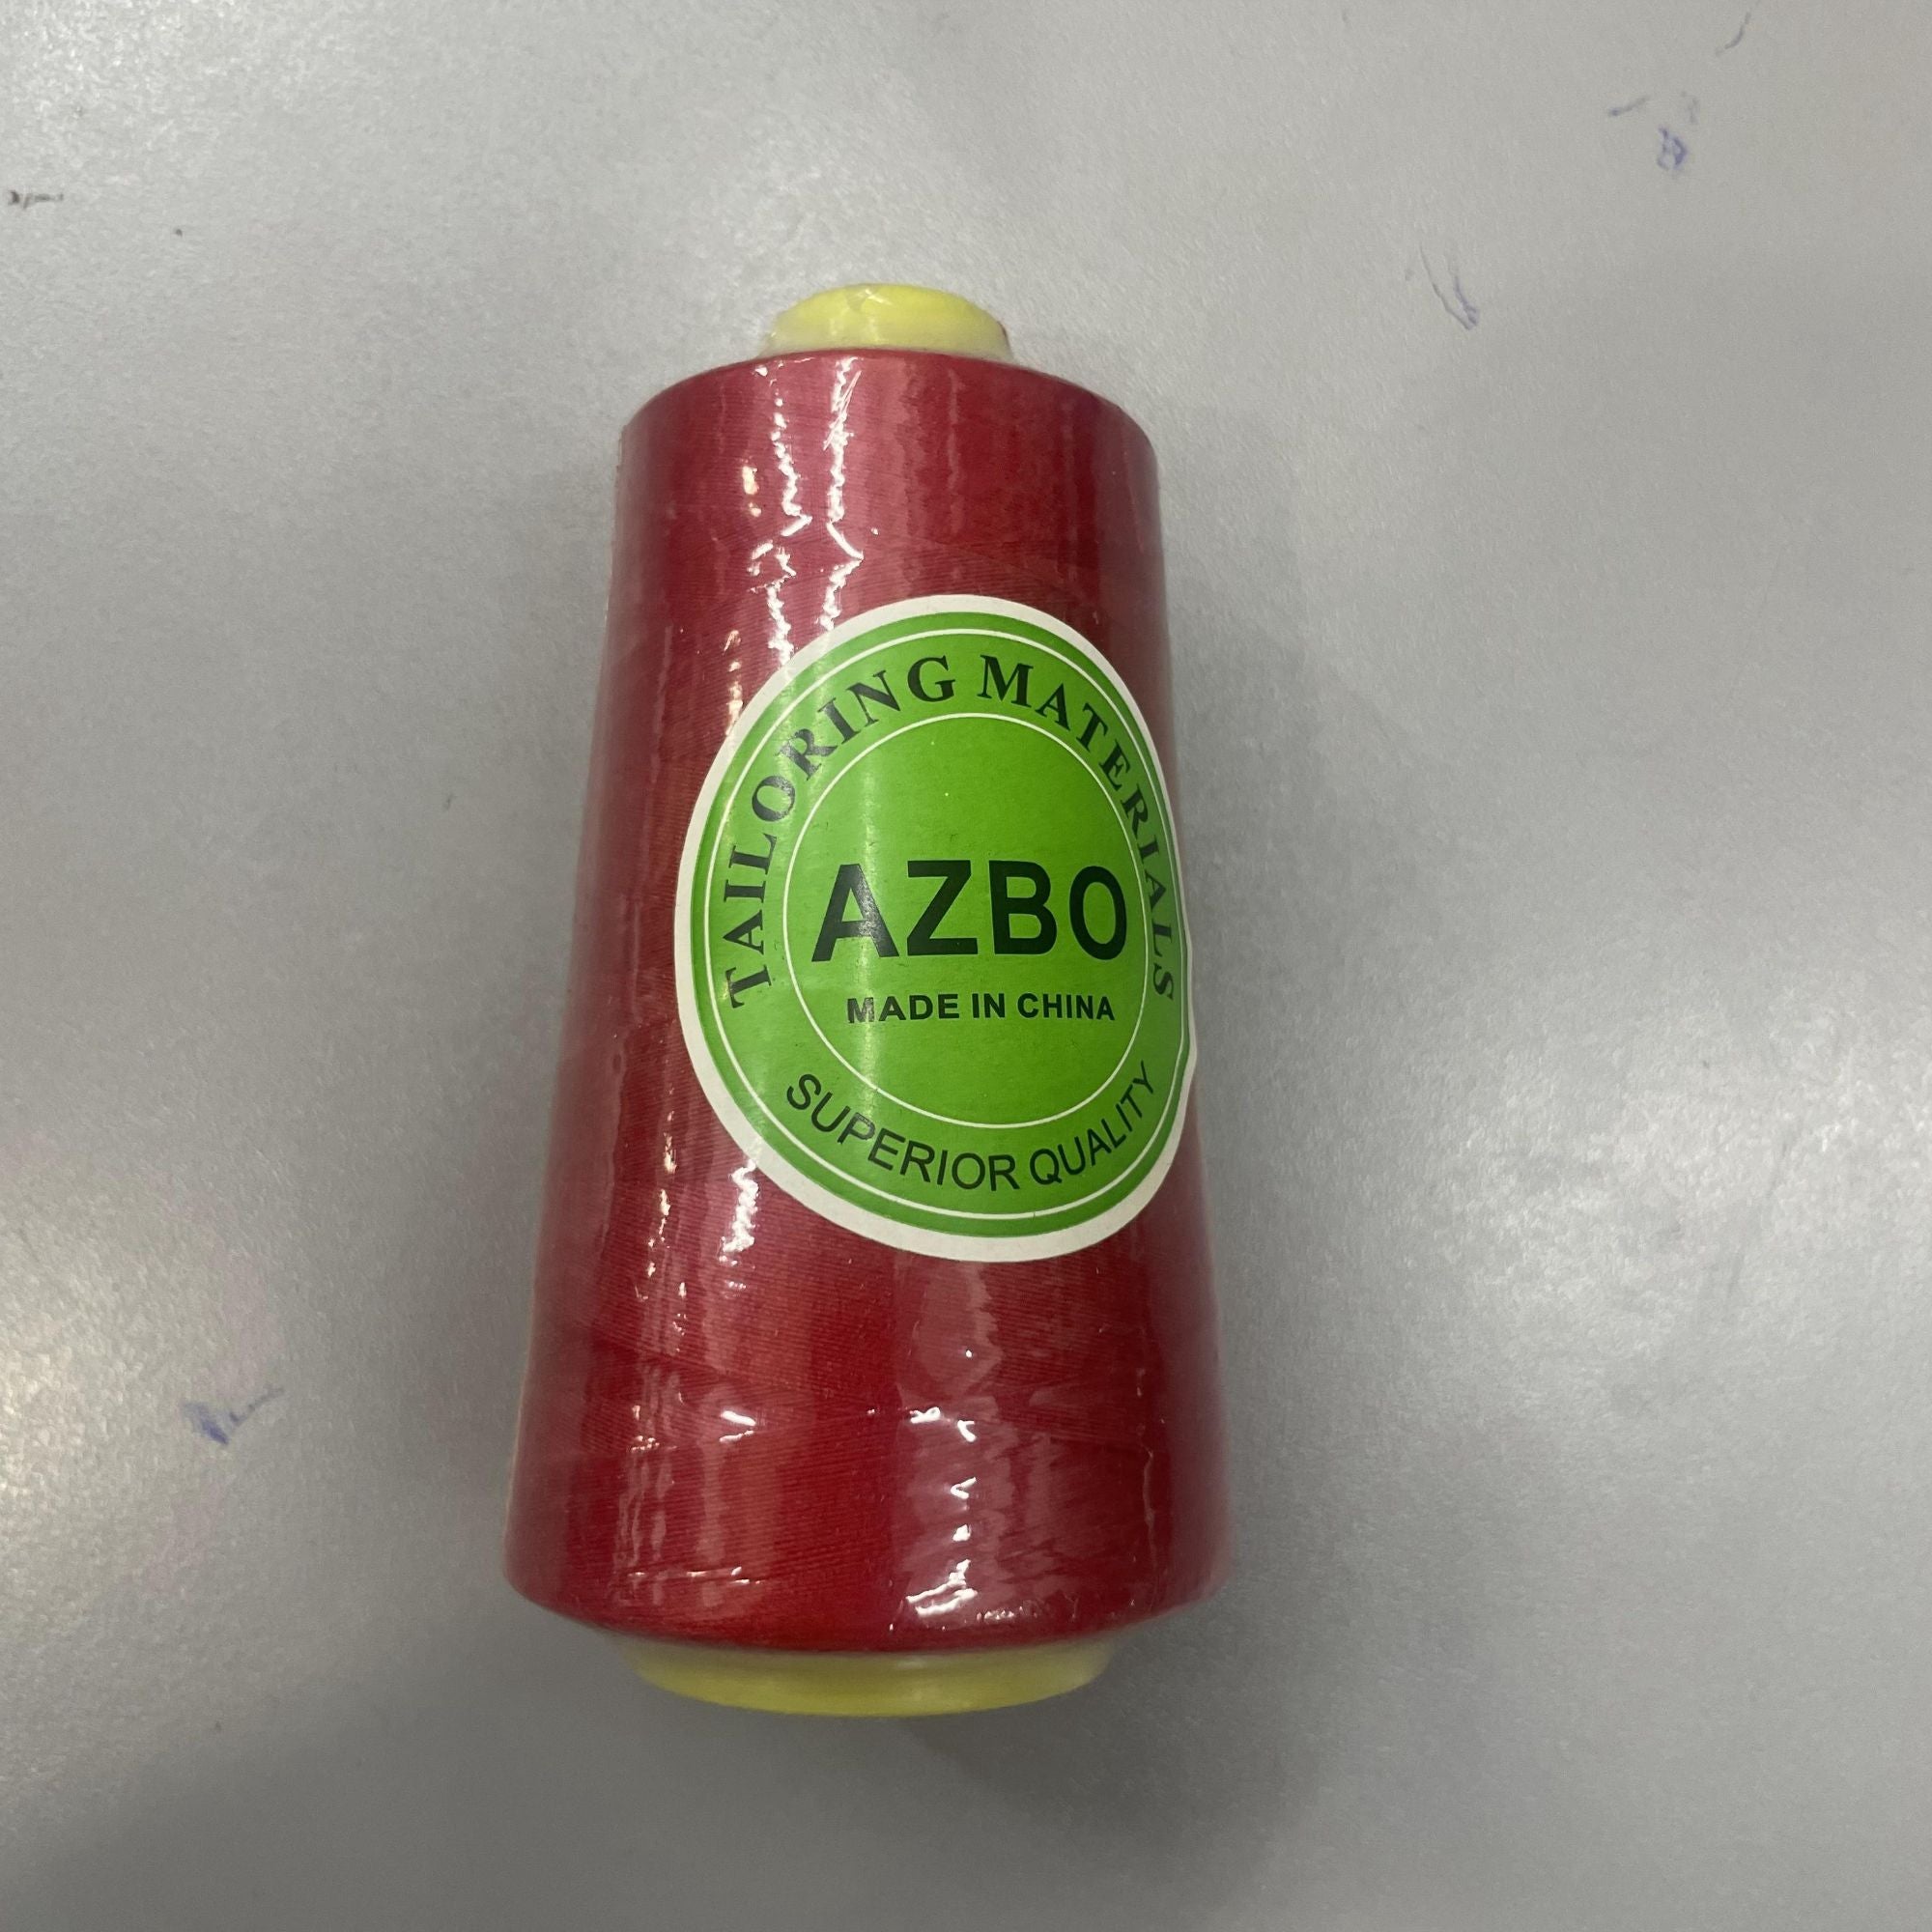 TAILORING MATERIALS
AZBO
MADE IN CHINA
SUPERIOR QUALITY